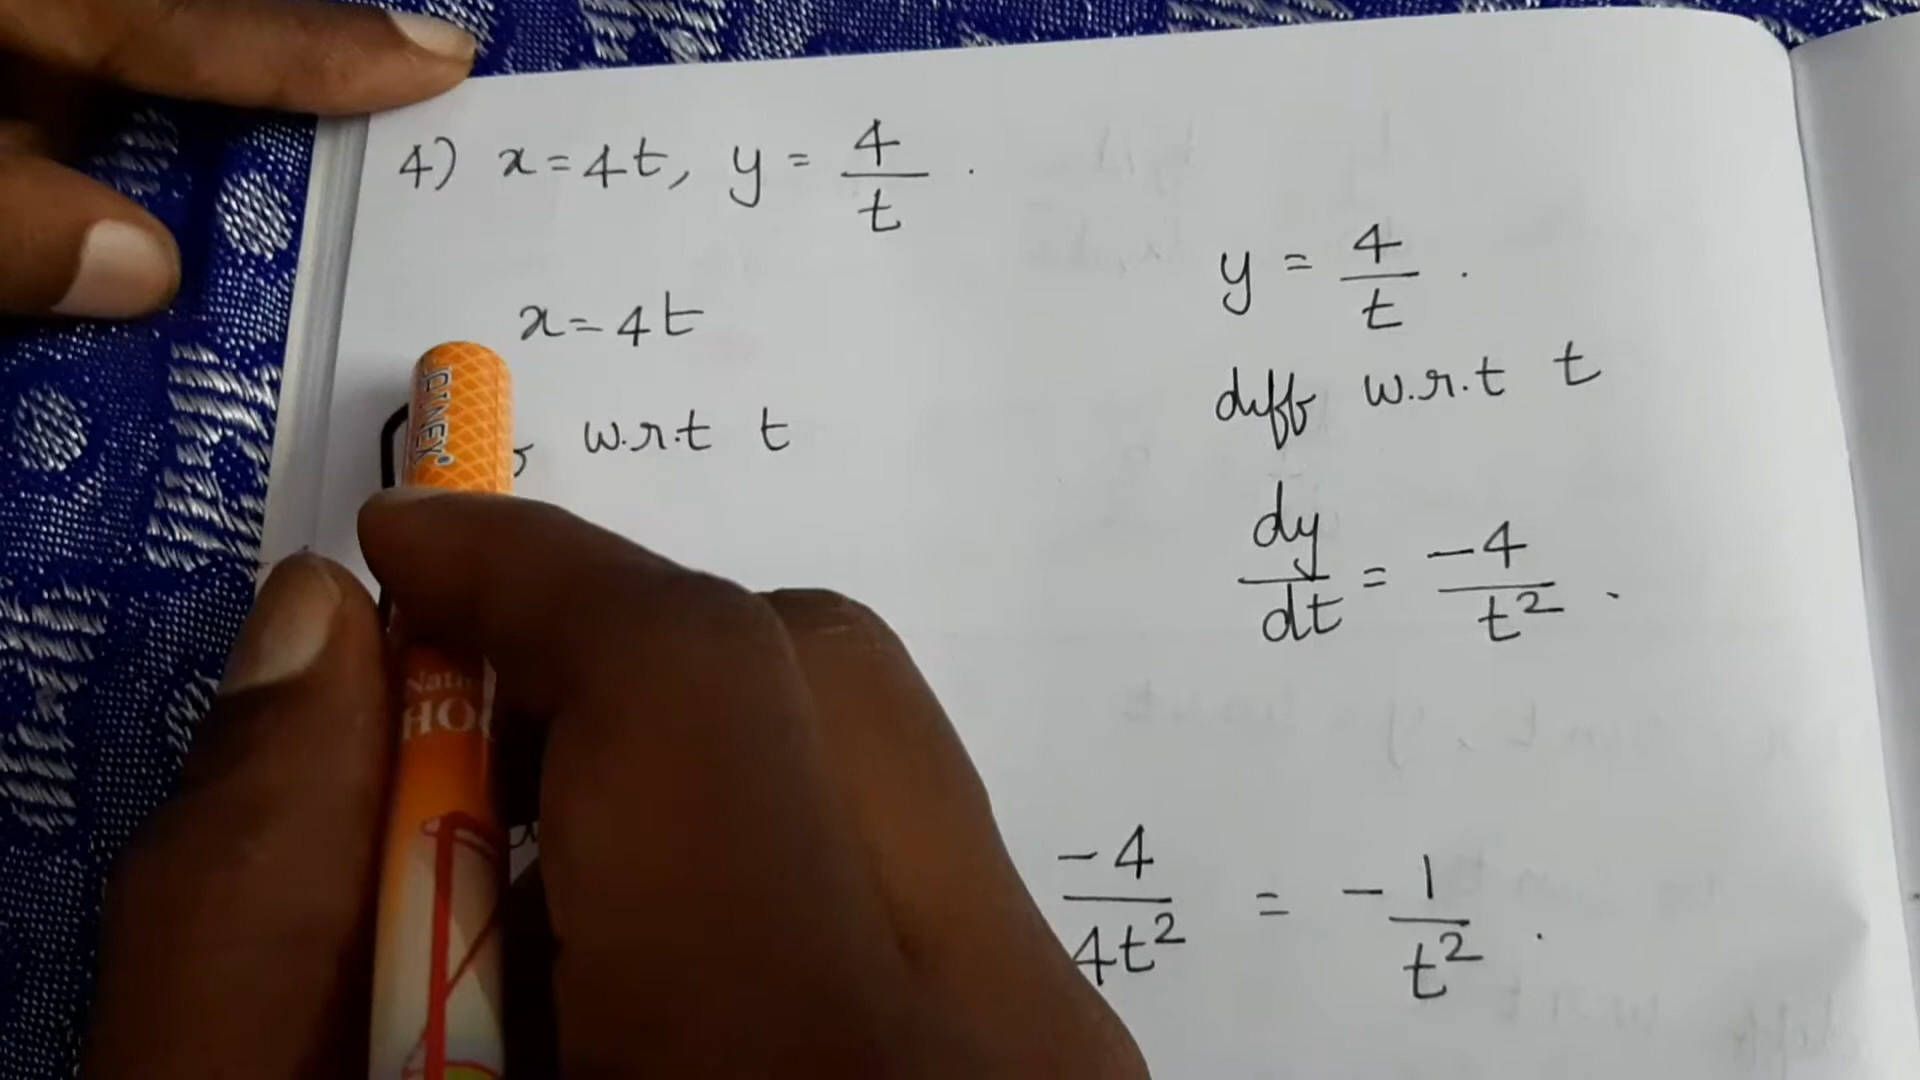 4) x=4t, y = 4/t .
x=4t
w.r.t t
y = 4/t .
diff w.r.t t
dy/dt = -4/t² .
-4/4t² = -1/t² .